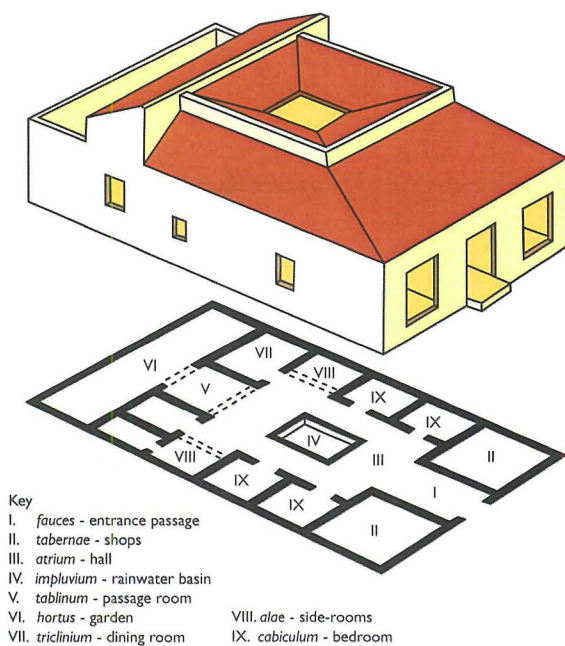 VII
VI
VIII
V
IX
IX
IV
II
III
VIII
IX
I
IX
II
Key
I. fauces - entrance passage
II. tabernae - shops
III. atrium - hall
IV. impluvium - rainwater basin
V. tablinum - passage room
VI. hortus - garden
VII. triclinium - dining room
VIII. alae - side-rooms
IX. cabiculum - bedroom